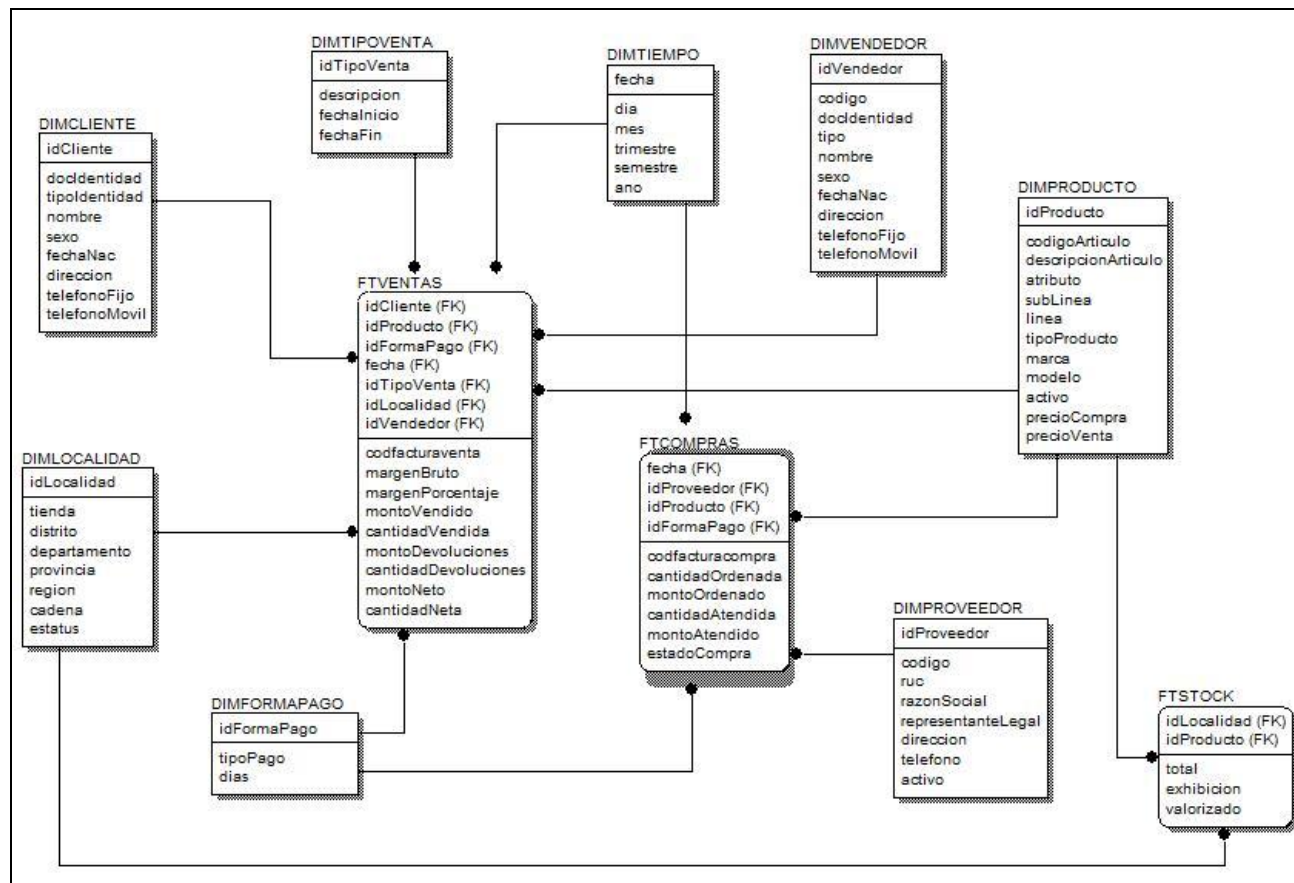 DIMTIPOVENTA
idTipoVenta
descripcion
fechaInicio
fechaFin
DIMTIEMPO
fecha
dia
mes
trimestre
semestre
ano
DIMVENDEDOR
idVendedor
codigo
docIdentidad
tipo
nombre
sexo
fechaNac
direccion
telefonoFijo
telefonoMovil
DIMCLIENTE
idCliente
docIdentidad
tipoIdentidad
nombre
sexo
fechaNac
direccion
telefonoFijo
telefonoMovil
DIMPRODUCTO
idProducto
codigoArticulo
descripcionArticulo
atributo
subLinea
linea
tipoProducto
marca
modelo
activo
precioCompra
precioVenta
FTVENTAS
idCliente (FK)
idProducto (FK)
idFormaPago (FK)
fecha (FK)
idTipoVenta (FK)
idLocalidad (FK)
idVendedor (FK)
codfacturaventa
margenBruto
margenPorcentaje
montoVendido
cantidadVendida
montoDevoluciones
cantidadDevoluciones
montoNeto
cantidadNeta
FTCOMPRAS
fecha (FK)
idProveedor (FK)
idProducto (FK)
idFormaPago (FK)
codfacturacompra
cantidadOrdenada
montoOrdenado
cantidadAtendida
montoAtendido
estadoCompra
DIMLOCALIDAD
idLocalidad
tienda
distrito
departamento
provincia
region
cadena
estatus
DIMPROVEEDOR
idProveedor
codigo
ruc
razonSocial
representanteLegal
direccion
telefono
activo
FTSTOCK
idLocalidad (FK)
idProducto (FK)
total
exhibicion
valorizado
DIMFORMAPAGO
idFormaPago
tipoPago
dias